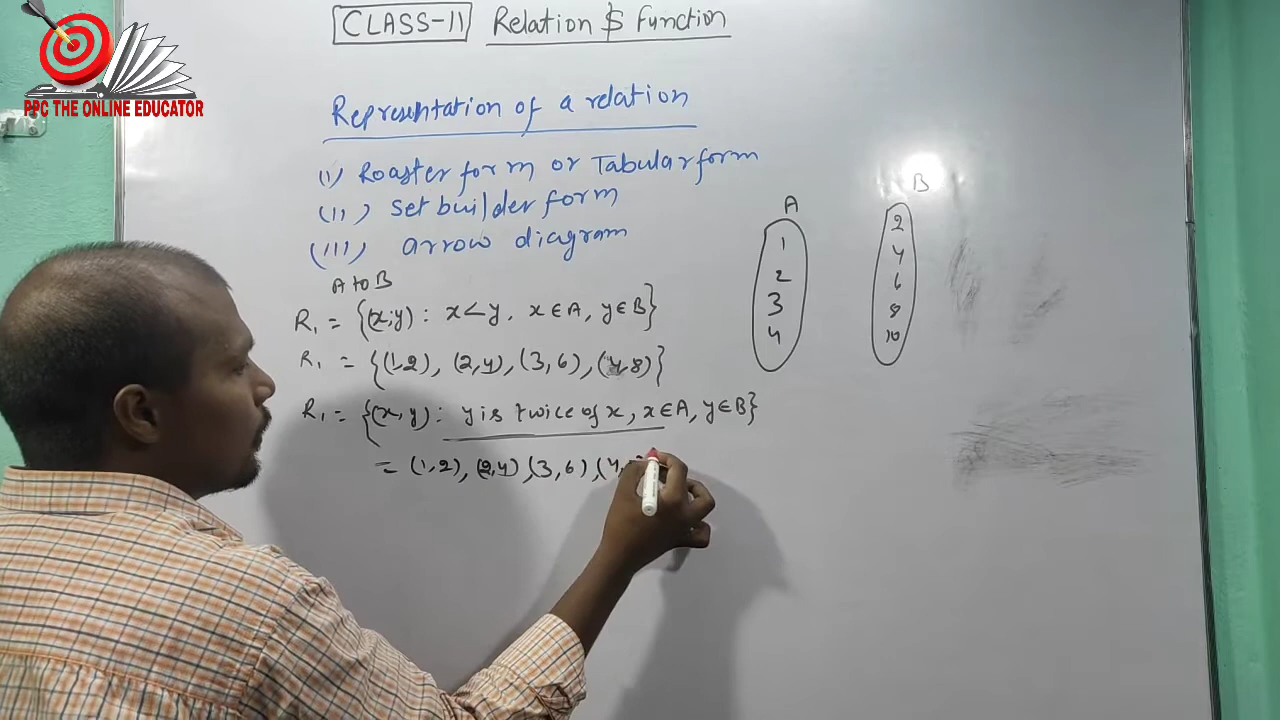 CLASS-11 Relation & Function
PPC THE ONLINE EDUCATOR
Representation of a relation
(i) Roaster form or Tabular form
(ii) set builder form
(iii) arrow diagram
A to B
R₁ = {(x,y) : x<y, x∈A, y∈B}
R₁ = {(1,2), (2,4), (3,6), (4,8)}
R₁ = {(x,y) : y is twice of x, x∈A, y∈B}
= (1,2), (2,4), (3,6), (4,
A
1
2
3
4
B
2
4
6
8
10